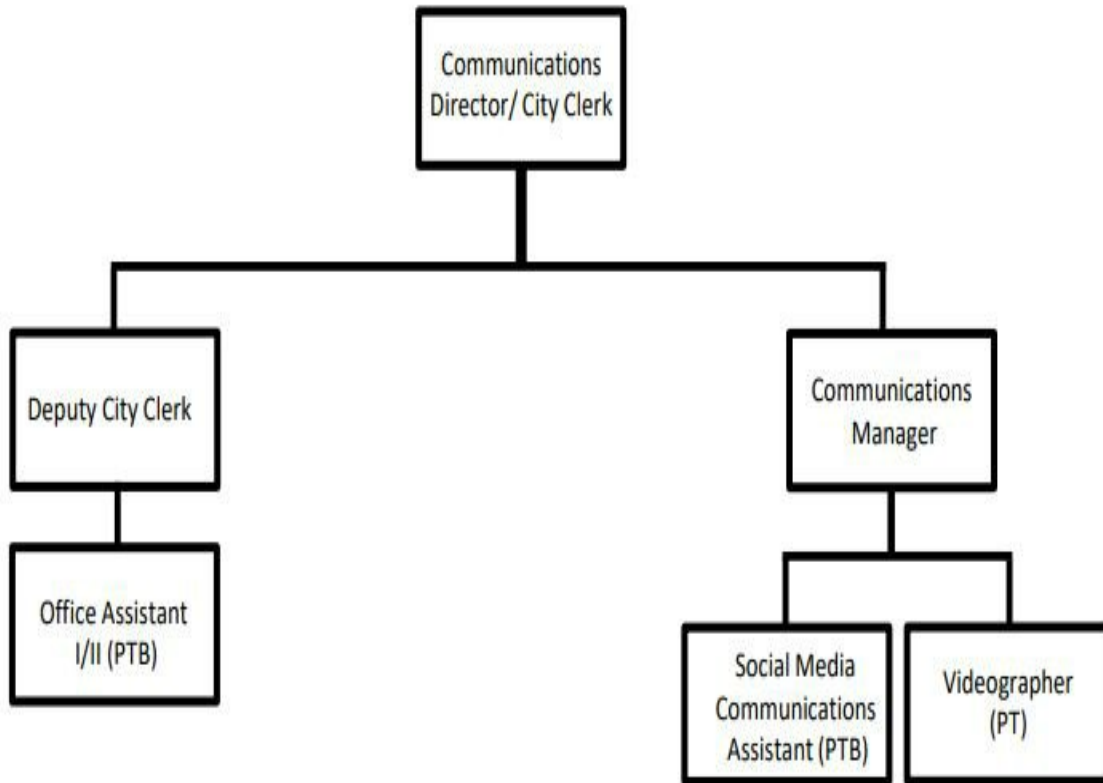 Communications
Director/ City Clerk
Deputy City Clerk
Communications
Manager
Office Assistant
I/II (PTB)
Social Media
Communications
Assistant (PTB)
Videographer
(PT)